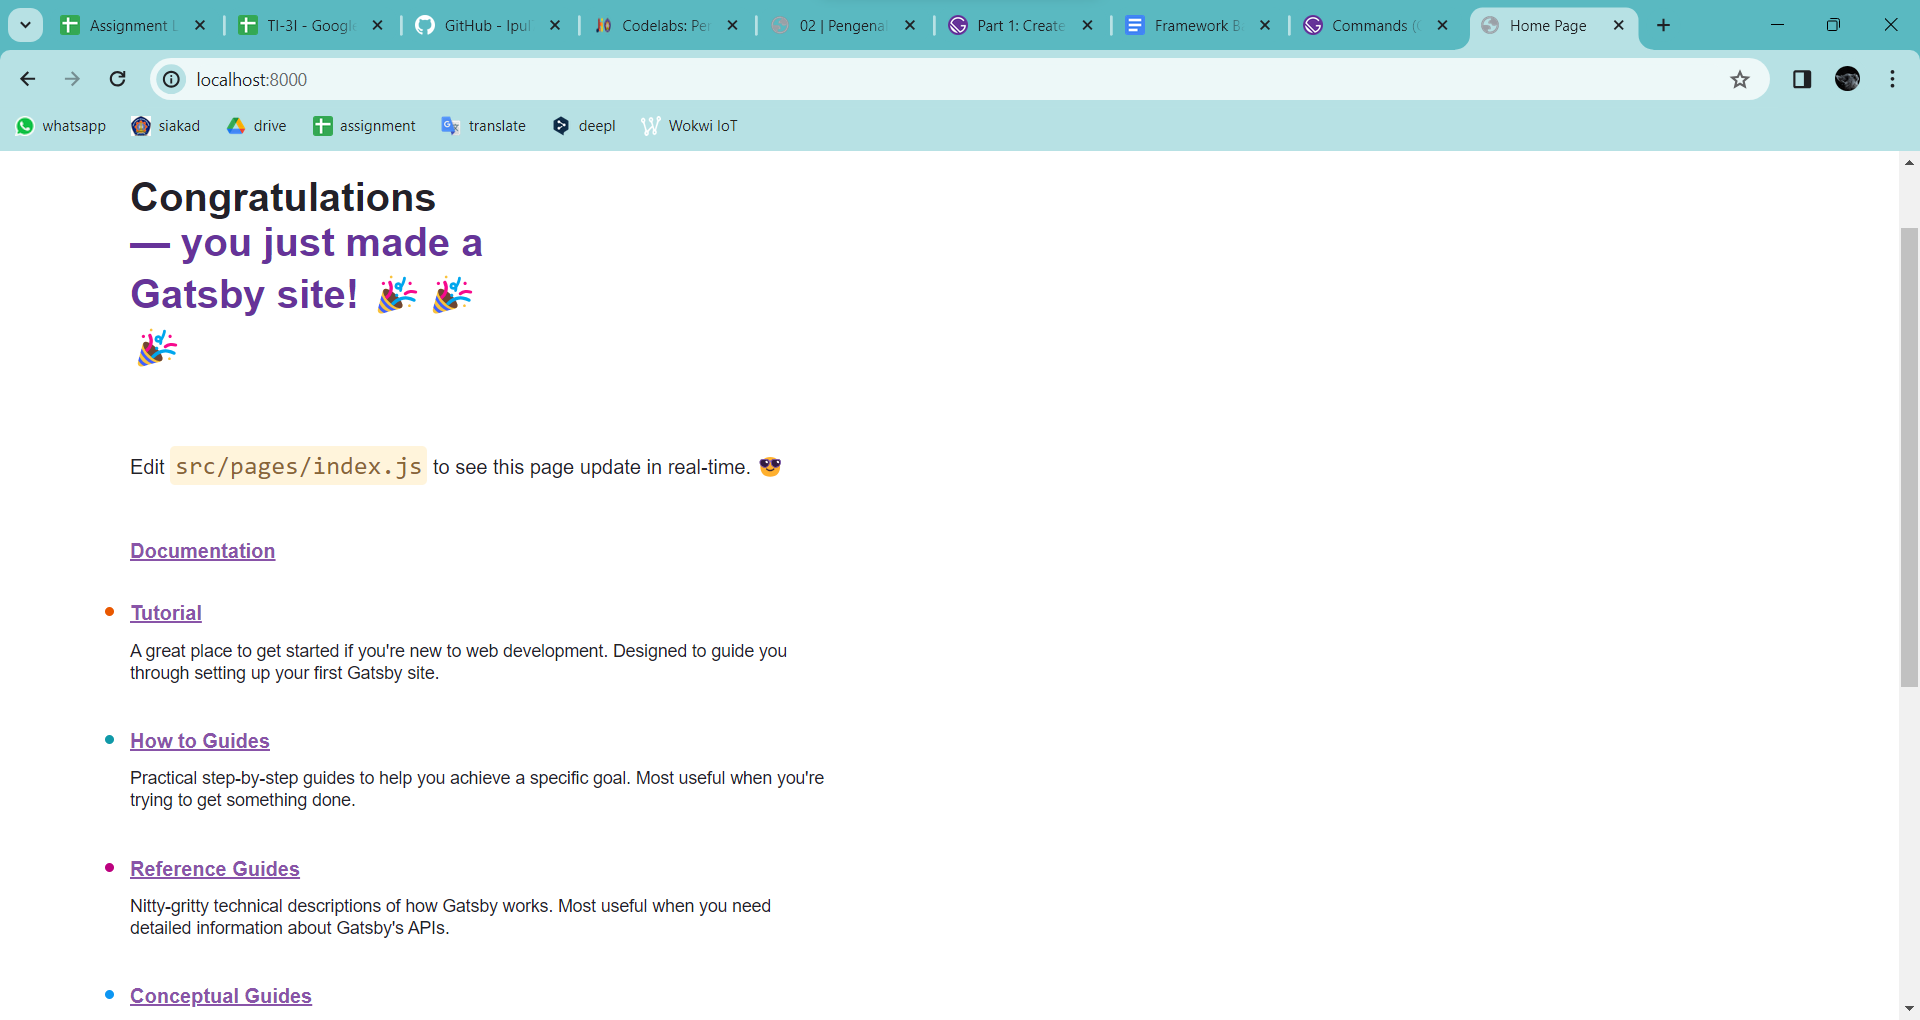 Assignment L
TI-3I - Google
GitHub - Ipul
Codelabs: Per
02 | Pengenal
Part 1: Create
Framework B
Commands (
Home Page
localhost:8000
whatsapp
siakad
drive
assignment
translate
deepl
Wokwi IoT
Congratulations
— you just made a
Gatsby site! 🎉🎉
🎉
Edit src/pages/index.js to see this page update in real-time. 😎
Documentation
Tutorial
A great place to get started if you're new to web development. Designed to guide you
through setting up your first Gatsby site.
How to Guides
Practical step-by-step guides to help you achieve a specific goal. Most useful when you're
trying to get something done.
Reference Guides
Nitty-gritty technical descriptions of how Gatsby works. Most useful when you need
detailed information about Gatsby's APIs.
Conceptual Guides